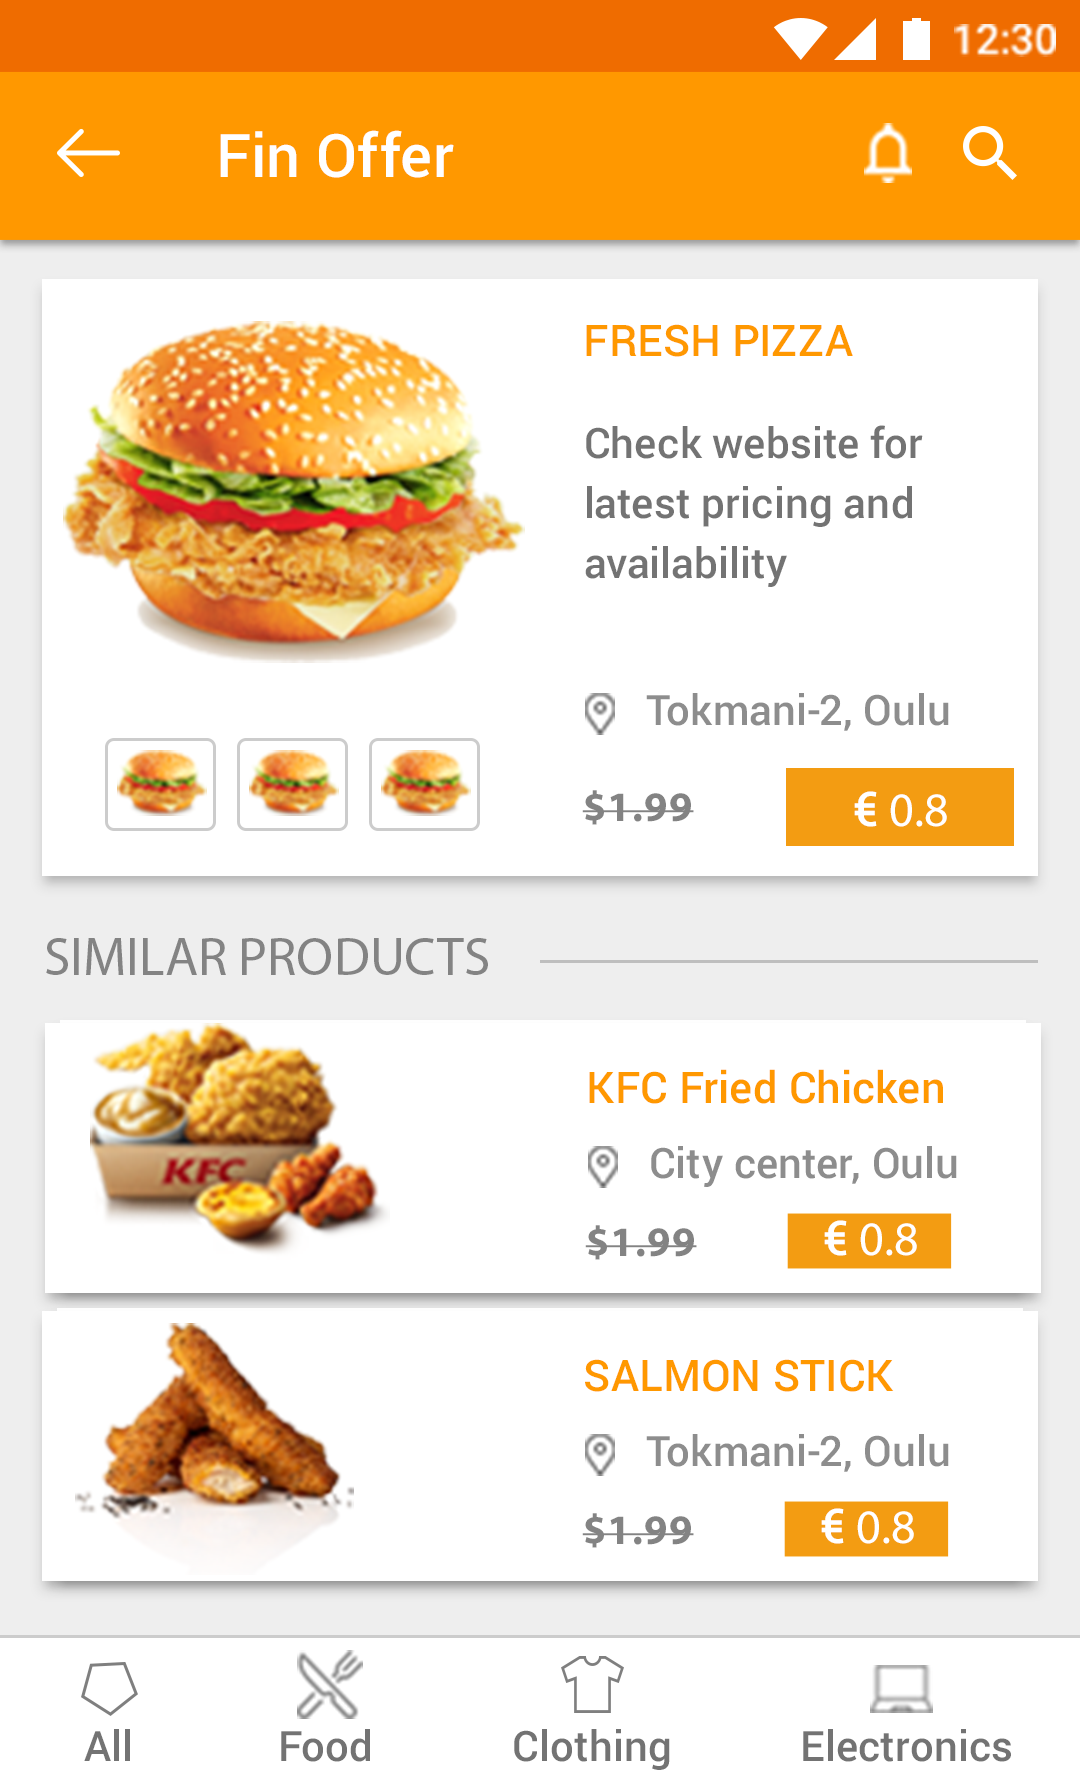 12:30
Fin Offer
FRESH PIZZA
Check website for
latest pricing and
availability
Tokmani-2, Oulu
$1.99
€ 0.8
SIMILAR PRODUCTS
KFC
KFC Fried Chicken
City center, Oulu
$1.99
€ 0.8
SALMON STICK
Tokmani-2, Oulu
$1.99
€ 0.8
All
Food
Clothing
Electronics